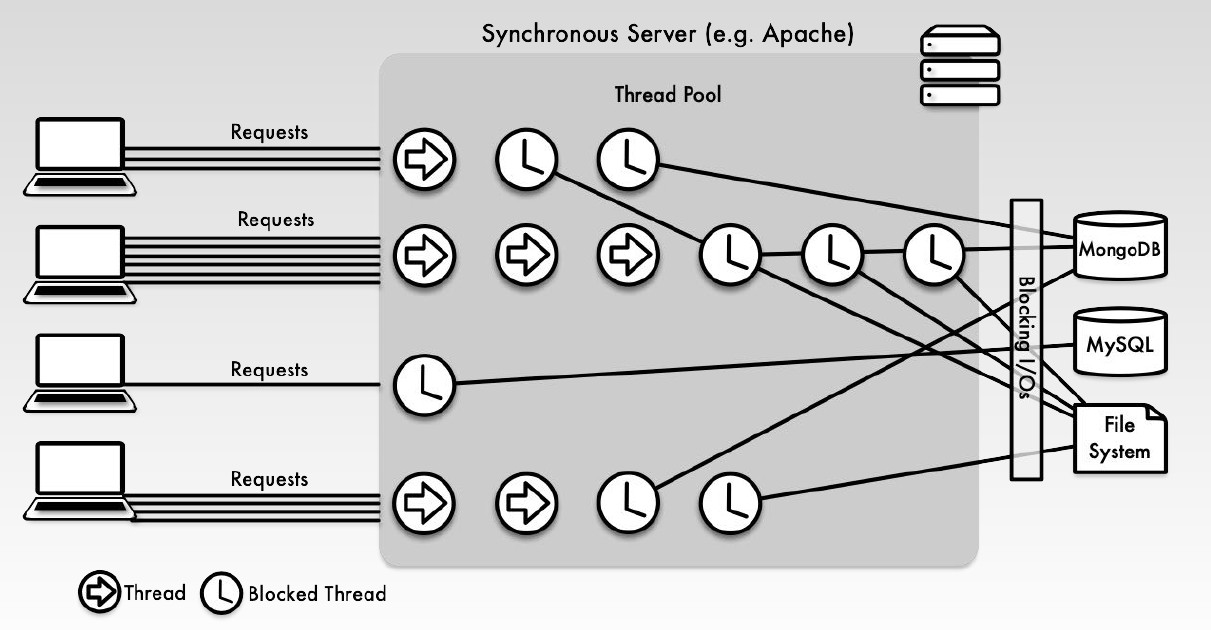 Synchronous Server (e.g. Apache)
Thread Pool
Requests
Requests
Requests
Requests
Blocking I/Os
MongoDB
MySQL
File
System
Thread
Blocked Thread